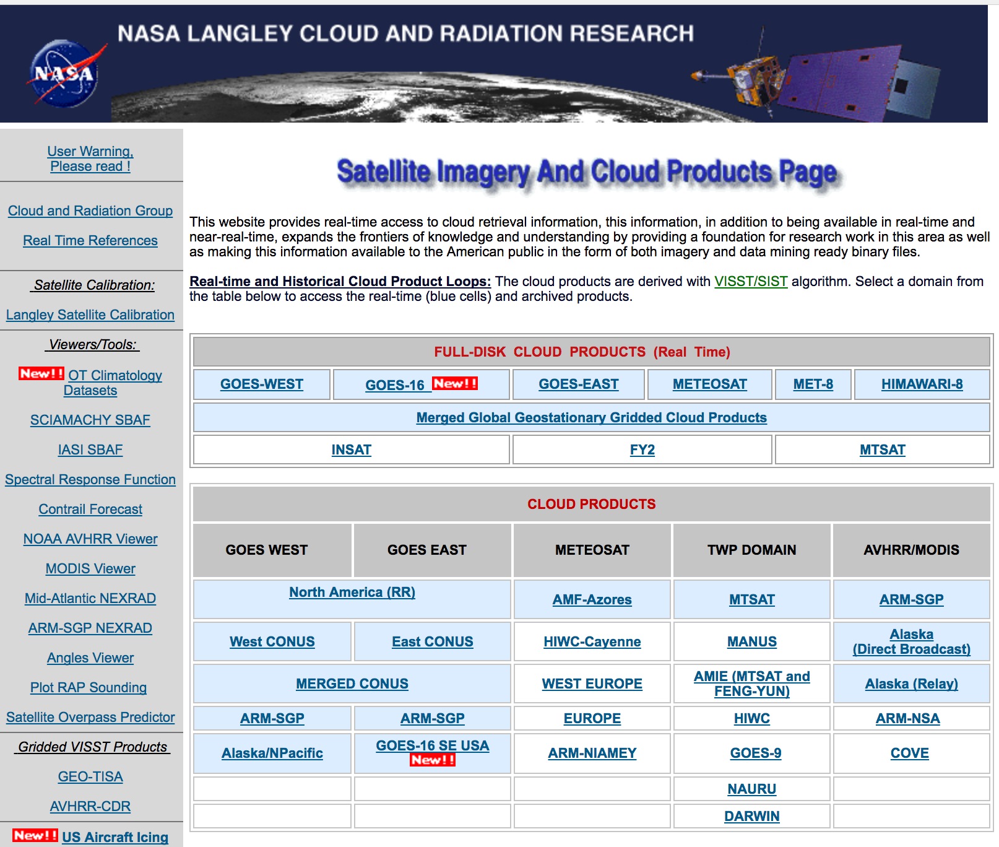 NASA LANGLEY CLOUD AND RADIATION RESEARCH
NASA
User Warning,
Please read !
Cloud and Radiation Group
Real Time References
Satellite Calibration:
Langley Satellite Calibration
Viewers/Tools:
New!! OT Climatology
Datasets
SCIAMACHY SBAF
IASI SBAF
Spectral Response Function
Contrail Forecast
NOAA AVHRR Viewer
MODIS Viewer
Mid-Atlantic NEXRAD
ARM-SGP NEXRAD
Angles Viewer
Plot RAP Sounding
Satellite Overpass Predictor
Gridded VISST Products
GEO-TISA
AVHRR-CDR
New!! US Aircraft Icing
Satellite Imagery And Cloud Products Page
This website provides real-time access to cloud retrieval information, this information, in addition to being available in real-time and
near-real-time, expands the frontiers of knowledge and understanding by providing a foundation for research work in this area as well
as making this information available to the American public in the form of both imagery and data mining ready binary files.
Real-time and Historical Cloud Product Loops: The cloud products are derived with VISST/SIST algorithm. Select a domain from
the table below to access the real-time (blue cells) and archived products.
FULL-DISK CLOUD PRODUCTS (Real Time)
GOES-WEST GOES-16 New!! GOES-EAST METEOSAT MET-8 HIMAWARI-8
Merged Global Geostationary Gridded Cloud Products
INSAT FY2 MTSAT
CLOUD PRODUCTS
GOES WEST GOES EAST METEOSAT TWP DOMAIN AVHRR/MODIS
North America (RR) AMF-Azores MTSAT ARM-SGP
West CONUS East CONUS HIWC-Cayenne MANUS Alaska
(Direct Broadcast)
MERGED CONUS WEST EUROPE AMIE (MTSAT and
FENG-YUN) Alaska (Relay)
ARM-SGP ARM-SGP EUROPE HIWC ARM-NSA
Alaska/NPacific GOES-16 SE USA
New!! ARM-NIAMEY GOES-9 COVE
NAURU
DARWIN